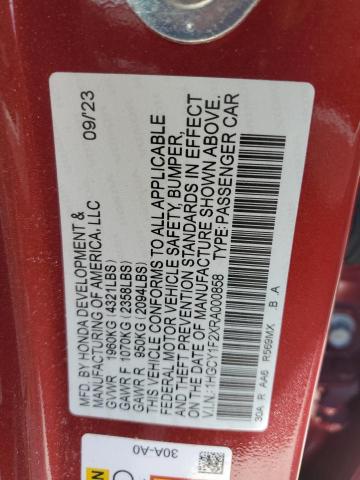 MFD. BY HONDA DEVELOPMENT &
MANUFACTURING OF AMERICA, LLC 09/23
GVWR 1960KG (4321LBS)
GAWR F 1070KG (2358LBS)
GAWR R 950KG (2094LBS)
THIS VEHICLE CONFORMS TO ALL APPLICABLE
FEDERAL MOTOR VEHICLE SAFETY, BUMPER,
AND THEFT PREVENTION STANDARDS IN EFFECT
ON THE DATE OF MANUFACTURE SHOWN ABOVE.
V.I.N.:1HGCY1F2XRA000858 TYPE:PASSENGER CAR
30A R AA6 R569MX B A
30A-A0